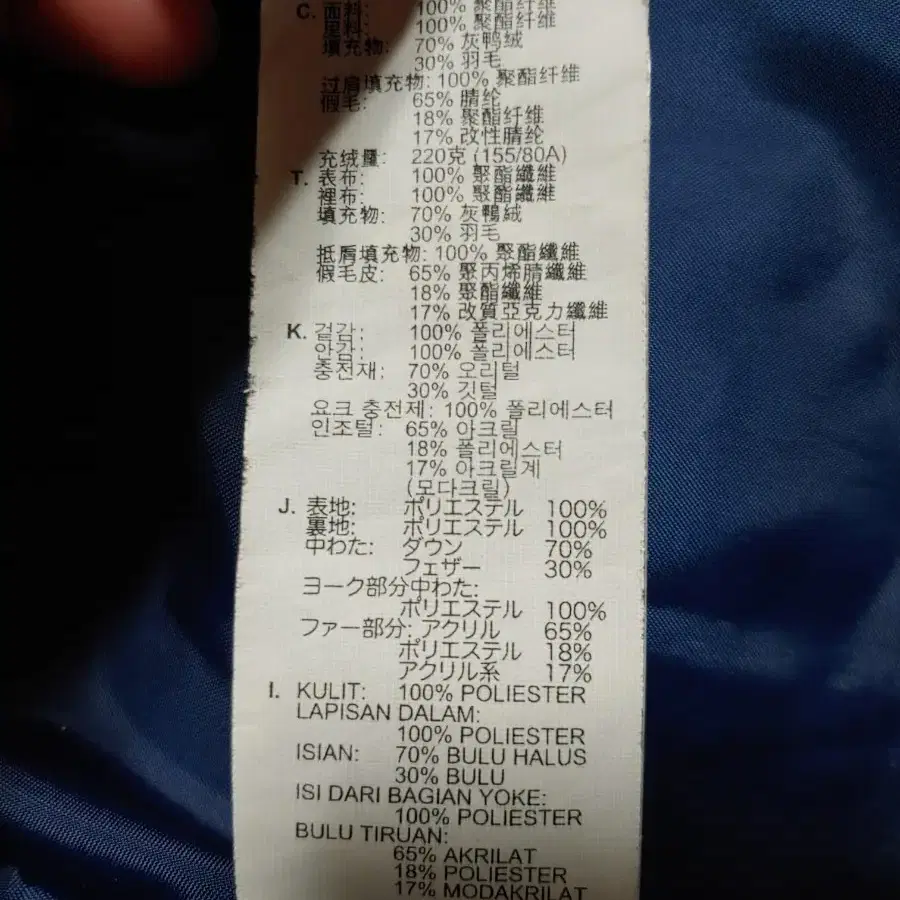 C. 面料: 100% 聚酯纤维
里料: 100% 聚酯纤维
填充物: 70% 灰鸭绒
30% 羽毛
过肩填充物: 100% 聚酯纤维
假毛: 65% 腈纶
18% 聚酯纤维
17% 改性腈纶
充绒量: 220克 (155/80A)
T. 表布: 100% 聚酯纖維
裡布: 100% 聚酯纖維
填充物: 70% 灰鴨絨
30% 羽毛
抵肩填充物: 100% 聚酯纖維
假毛皮: 65% 聚丙烯腈纖維
18% 聚酯纖維
17% 改質亞克力纖維
K. 겉감: 100% 폴리에스터
안감: 100% 폴리에스터
충전재: 70% 오리털
30% 깃털
요크 충전제: 100% 폴리에스터
인조털: 65% 아크릴
18% 폴리에스터
17% 아크릴계
(모다크릴)
J. 表地: ポリエステル 100%
裏地: ポリエステル 100%
中わた: ダウン 70%
フェザー 30%
ヨーク部分中わた:
ポリエステル 100%
ファー部分: アクリル 65%
ポリエステル 18%
アクリル系 17%
I. KULIT: 100% POLIESTER
LAPISAN DALAM:
100% POLIESTER
ISIAN: 70% BULU HALUS
30% BULU
ISI DARI BAGIAN YOKE:
100% POLIESTER
BULU TIRUAN:
65% AKRILAT
18% POLIESTER
17% MODAKRILAT